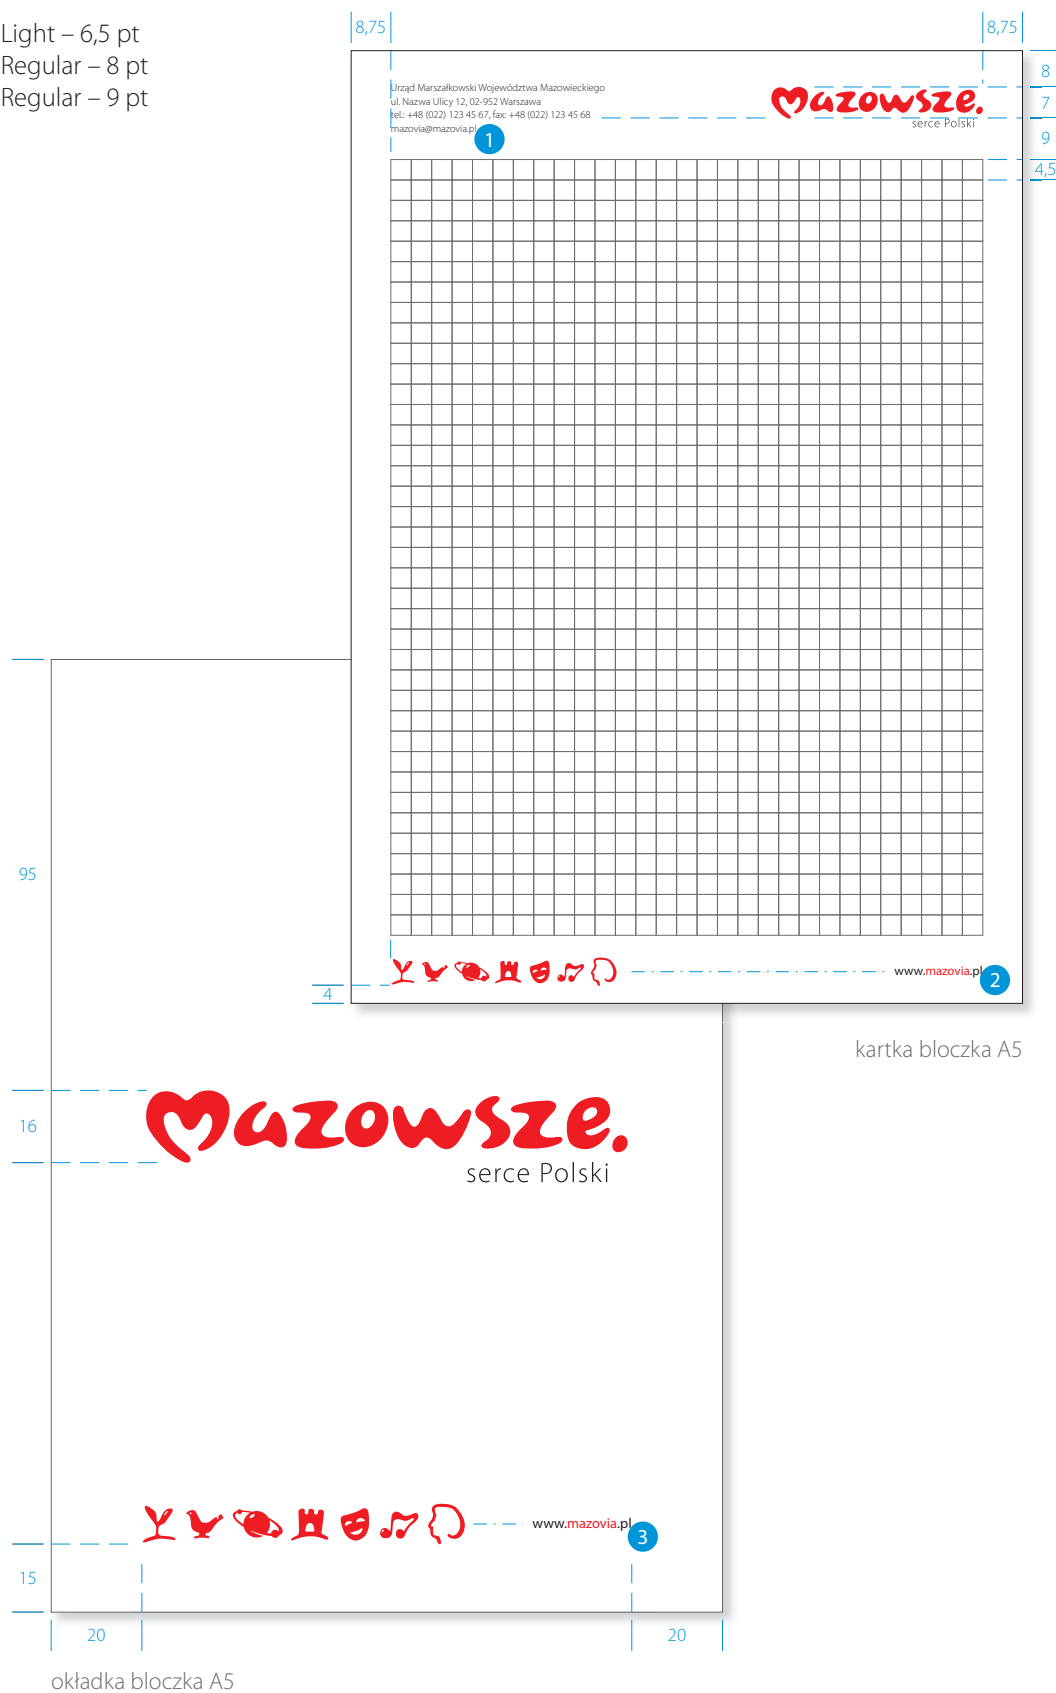 Light – 6,5 pt
Regular – 8 pt
Regular – 9 pt
8,75
8,75
8
7
9
4,5
Urząd Marszałkowski Województwa Mazowieckiego
ul. Nazwa Ulicy 12, 02-952 Warszawa
tel.: +48 (022) 123 45 67, fax: +48 (022) 123 45 68
mazovia@mazovia.pl
1
mazowsze.
serce Polski
95
www.mazovia.pl
2
4
kartka bloczka A5
16
mazowsze.
serce Polski
www.mazovia.pl
3
15
20
20
okładka bloczka A5